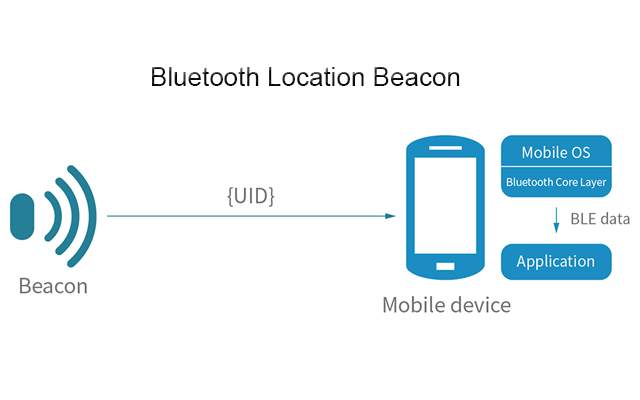 Bluetooth Location Beacon
{UID}
Beacon
Mobile device
Mobile OS
Bluetooth Core Layer
BLE data
Application